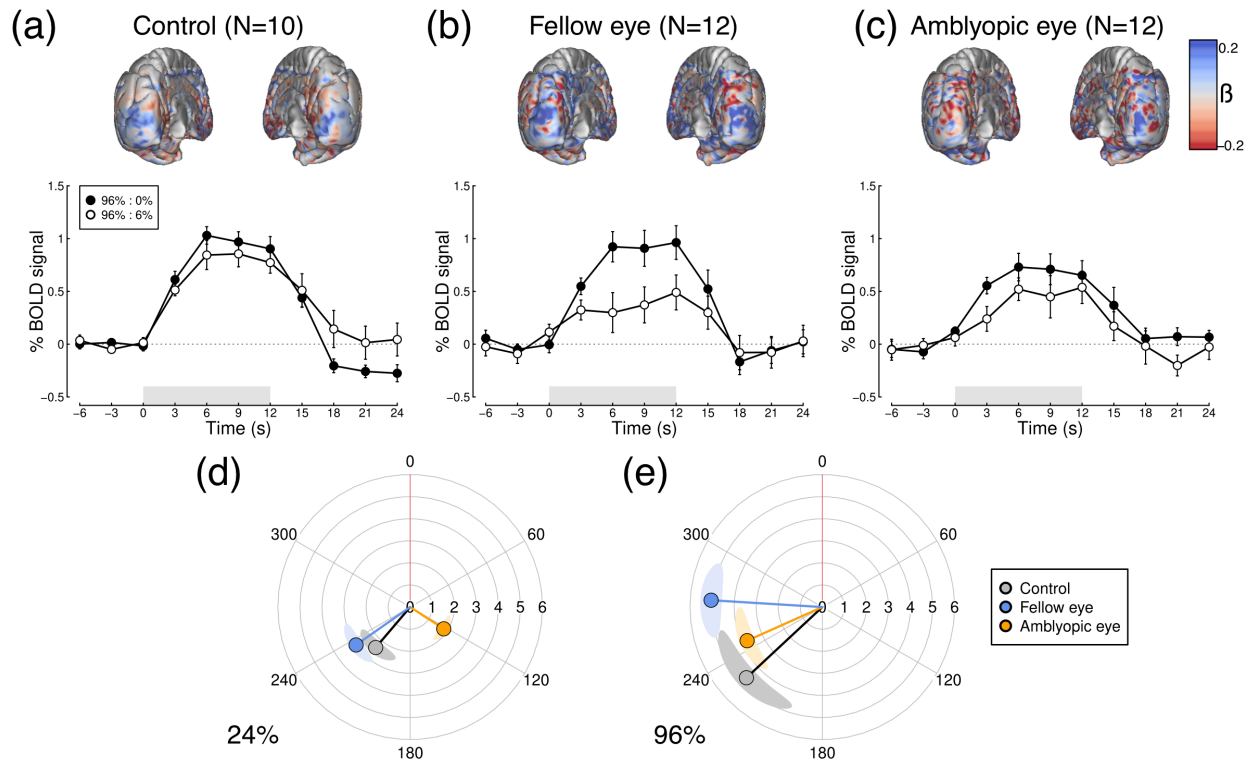 (a) Control (N=10) (b) Fellow eye (N=12) (c) Amblyopic eye (N=12)
0.2
ß
−0.2
1.5 1.5 1.5
96% : 0%
96% : 6%
1 1 1
% BOLD signal % BOLD signal % BOLD signal
0.5 0.5 0.5
0 0 0
−0.5 −0.5 −0.5
−6 −3 0 3 6 9 12 15 18 21 24 −6 −3 0 3 6 9 12 15 18 21 24 −6 −3 0 3 6 9 12 15 18 21 24
Time (s) Time (s) Time (s)
(d) 0 (e) 0
300 60 300 60
0 1 2 3 4 5 6 0 1 2 3 4 5 6
Control
Fellow eye
Amblyopic eye
240 120 240 120
24% 180 96% 180